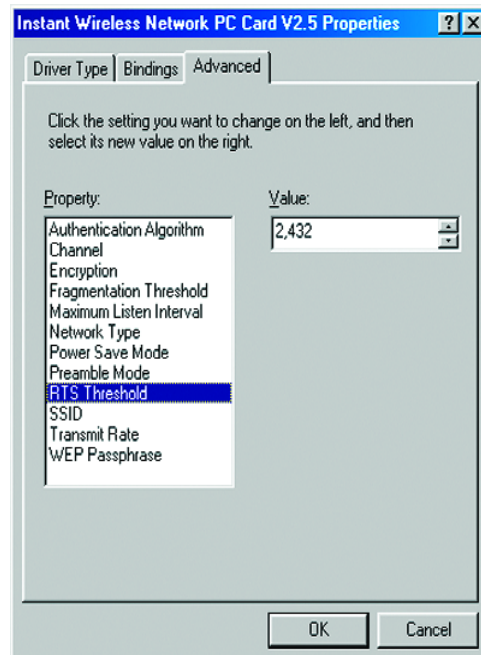 Instant Wireless Network PC Card V2.5 Properties ? X
Driver Type Bindings Advanced
Click the setting you want to change on the left, and then
select its new value on the right.
Property:
Value:
Authentication Algorithm
Channel
Encryption
Fragmentation Threshold
Maximum Listen Interval
Network Type
Power Save Mode
Preamble Mode
RTS Threshold
SSID
Transmit Rate
WEP Passphrase
2,432
OK Cancel